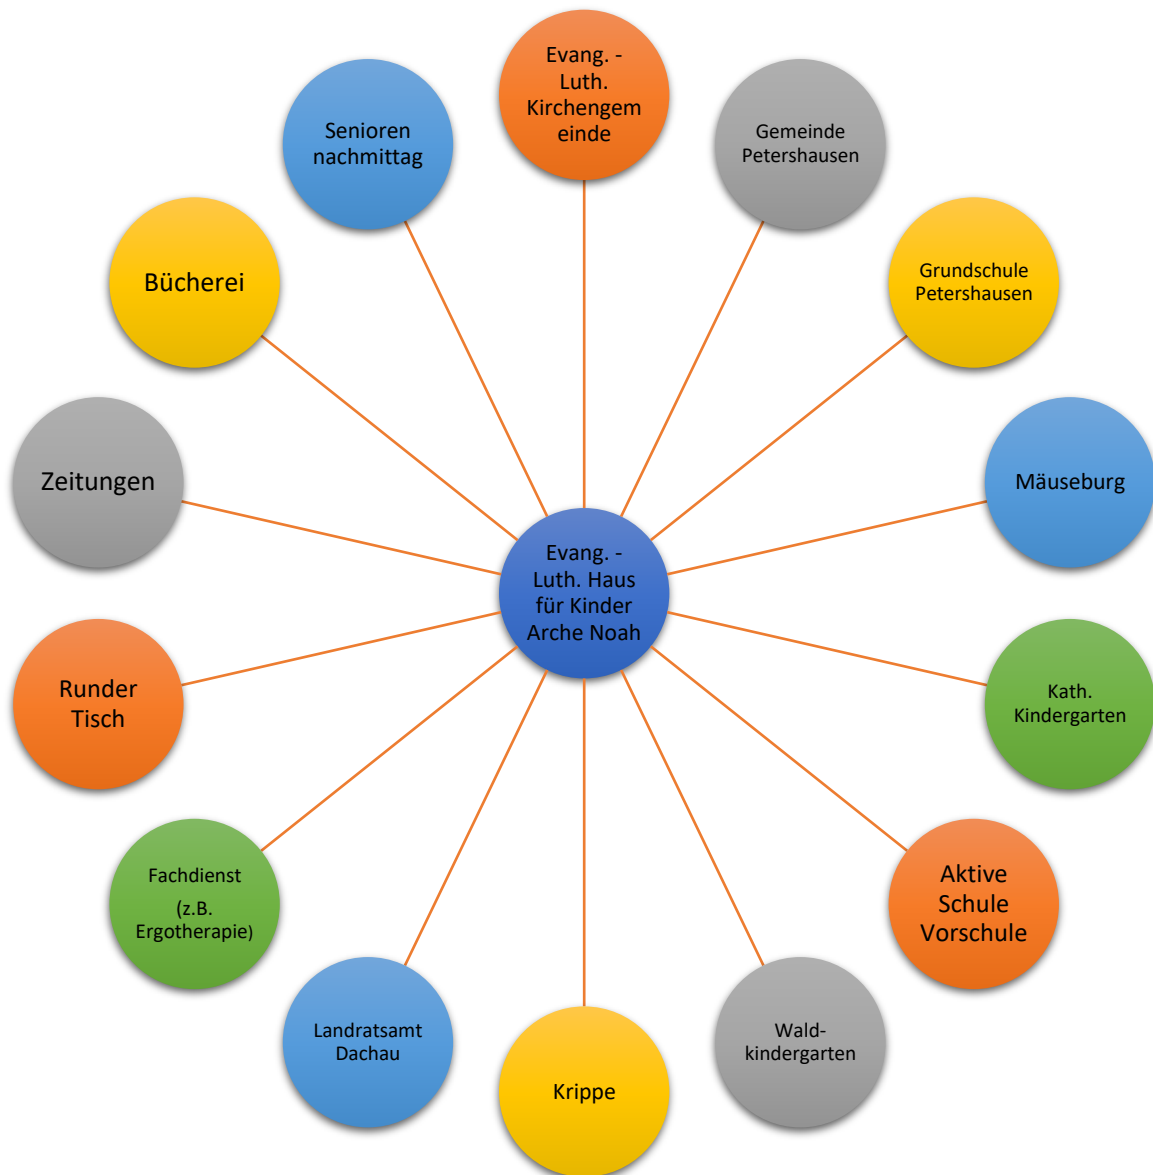 Evang. -
Luth.
Kirchengem
einde
Gemeinde
Petershausen
Grundschule
Petershausen
Mäuseburg
Kath.
Kindergarten
Aktive
Schule
Vorschule
Wald-
kindergarten
Krippe
Landratsamt
Dachau
Fachdienst
(z.B.
Ergotherapie)
Runder
Tisch
Zeitungen
Bücherei
Senioren
nachmittag
Evang. -
Luth. Haus
für Kinder
Arche Noah